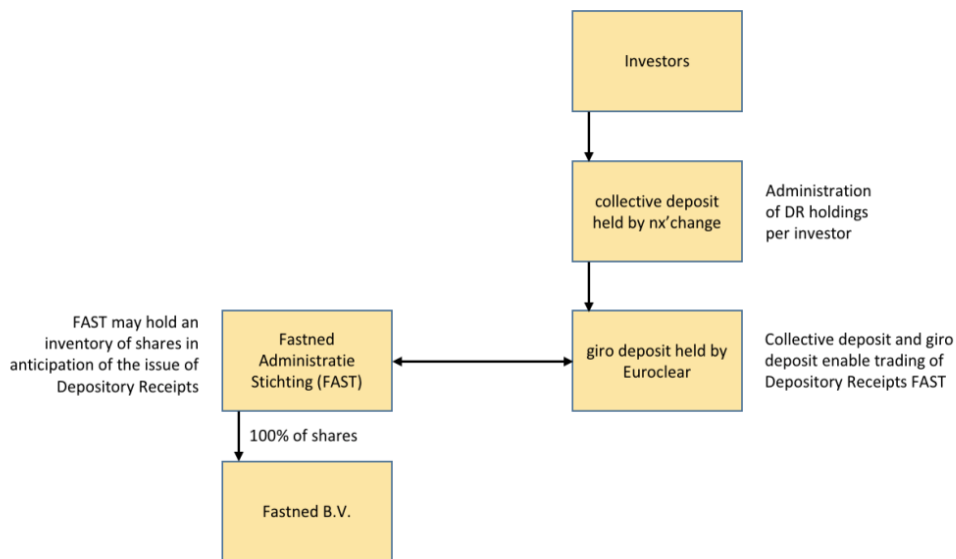 Investors
collective deposit
held by nx’change
Administration
of DR holdings
per investor
FAST may hold an
inventory of shares in
anticipation of the issue of
Depository Receipts
Fastned
Administratie
Stichting (FAST)
giro deposit held by
Euroclear
Collective deposit and giro
deposit enable trading of
Depository Receipts FAST
100% of shares
Fastned B.V.